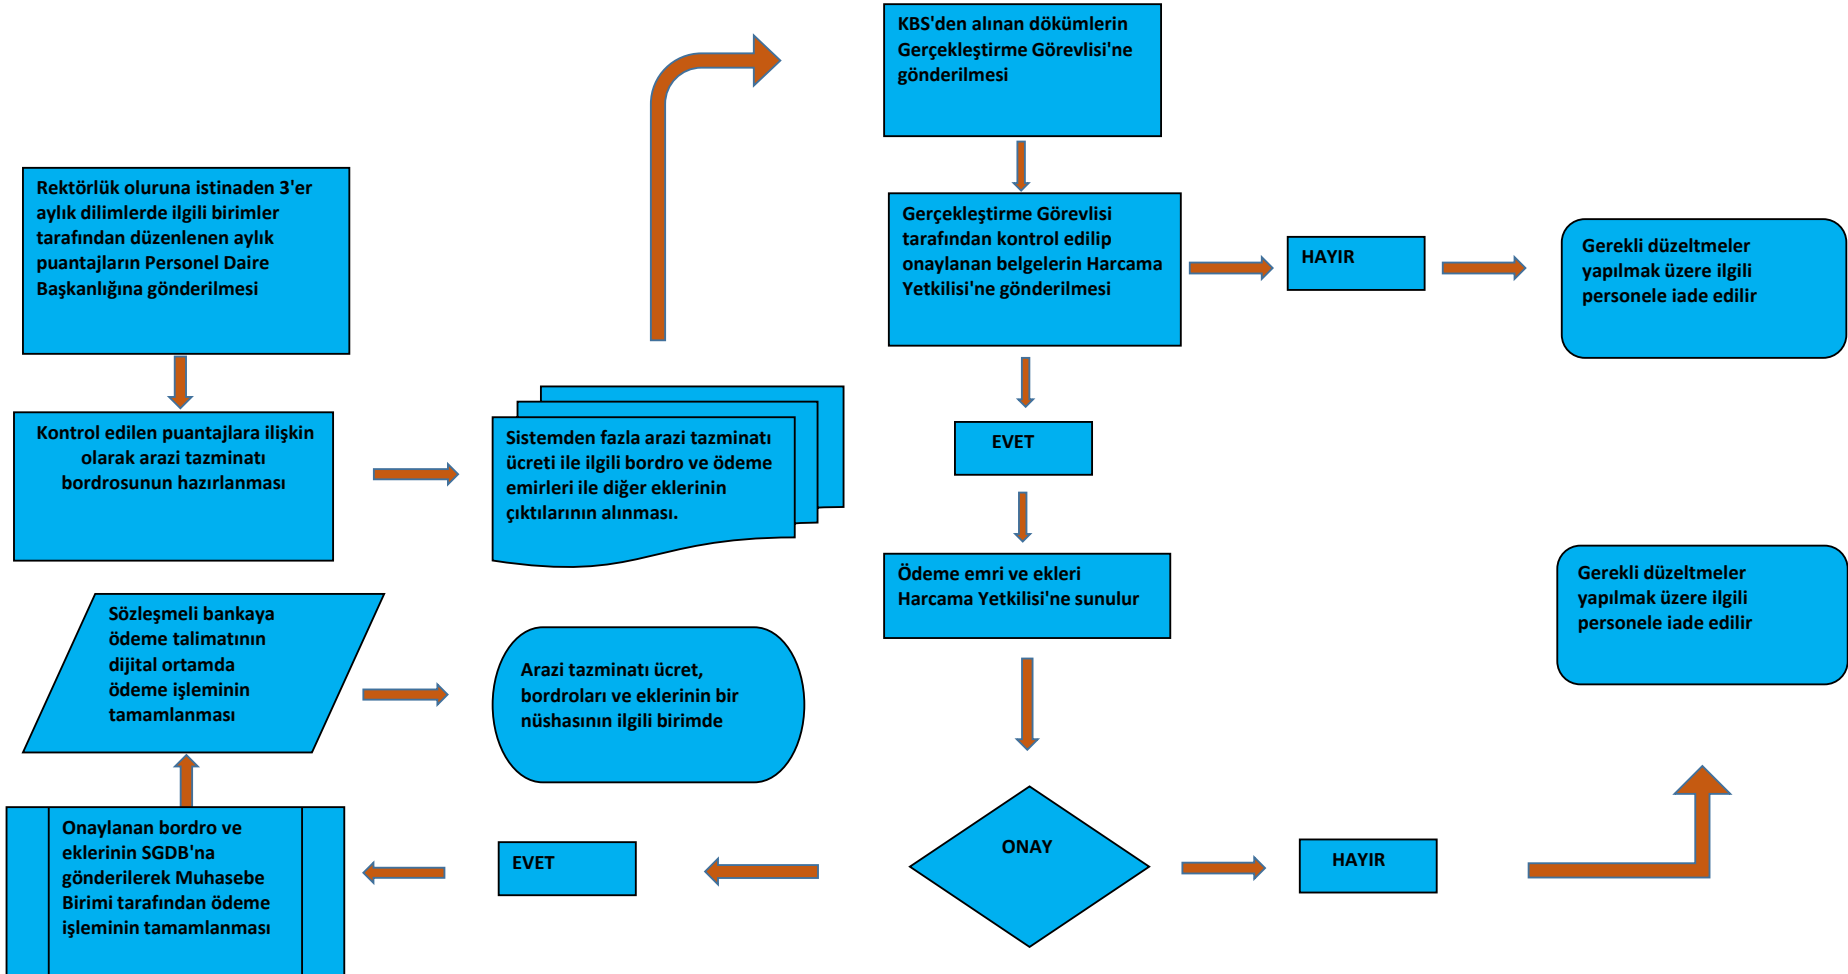 Rektörlük oluruna istinaden 3'er
aylık dilimlerde ilgili birimler
tarafından düzenlenen aylık
puantajların Personel Daire
Başkanlığına gönderilmesi
Kontrol edilen puantajlara ilişkin
olarak arazi tazminatı
bordrosunun hazırlanması
Sistemden fazla arazi tazminatı
ücreti ile ilgili bordro ve ödeme
emirleri ile diğer eklerinin
çıktılarının alınması.
KBS'den alınan dökümlerin
Gerçekleştirme Görevlisi'ne
gönderilmesi
Gerçekleştirme Görevlisi
tarafından kontrol edilip
onaylanan belgelerin Harcama
Yetkilisi'ne gönderilmesi
HAYIR
Gerekli düzeltmeler
yapılmak üzere ilgili
personele iade edilir
EVET
Ödeme emri ve ekleri
Harcama Yetkilisi'ne sunulur
ONAY
HAYIR
Gerekli düzeltmeler
yapılmak üzere ilgili
personele iade edilir
EVET
Onaylanan bordro ve
eklerinin SGDB'na
gönderilerek Muhasebe
Birimi tarafından ödeme
işleminin tamamlanması
Sözleşmeli bankaya
ödeme talimatının
dijital ortamda
ödeme işleminin
tamamlanması
Arazi tazminatı ücret,
bordroları ve eklerinin bir
nüshasının ilgili birimde